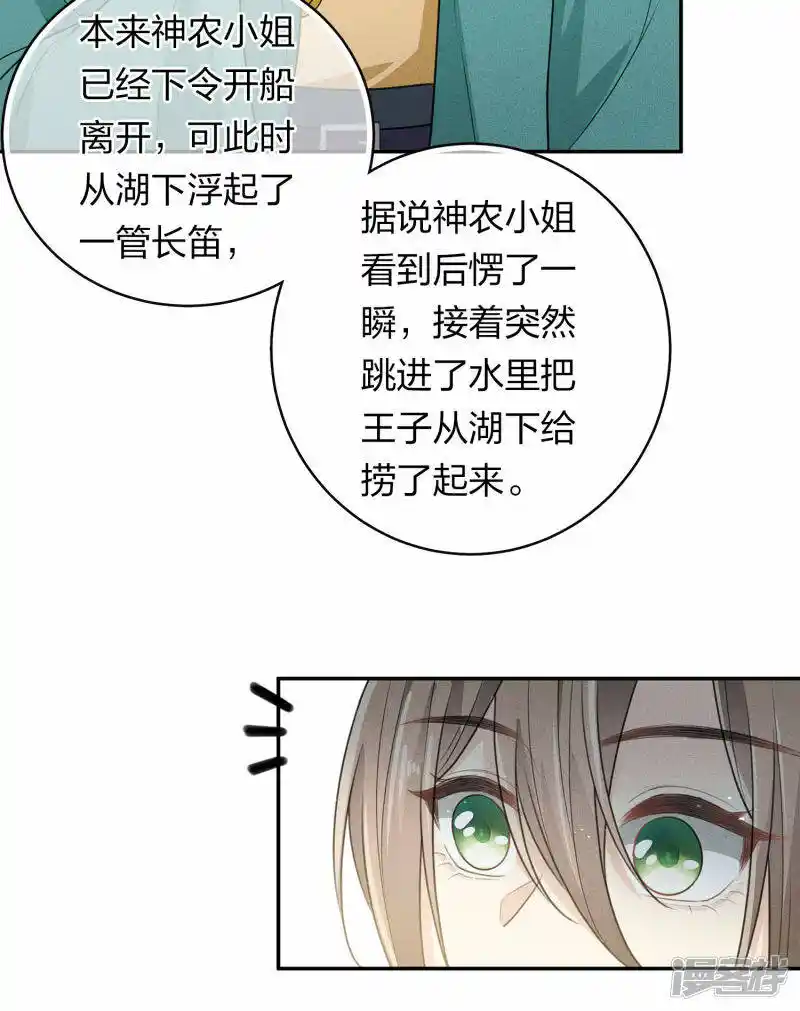 本来神农小姐
已经下令开船
离开，可此时
从湖下浮起了
一管长笛，
据说神农小姐
看到后愣了一
瞬，接着突然
跳进了水里把
王子从湖下给
捞了起来。
漫客栈